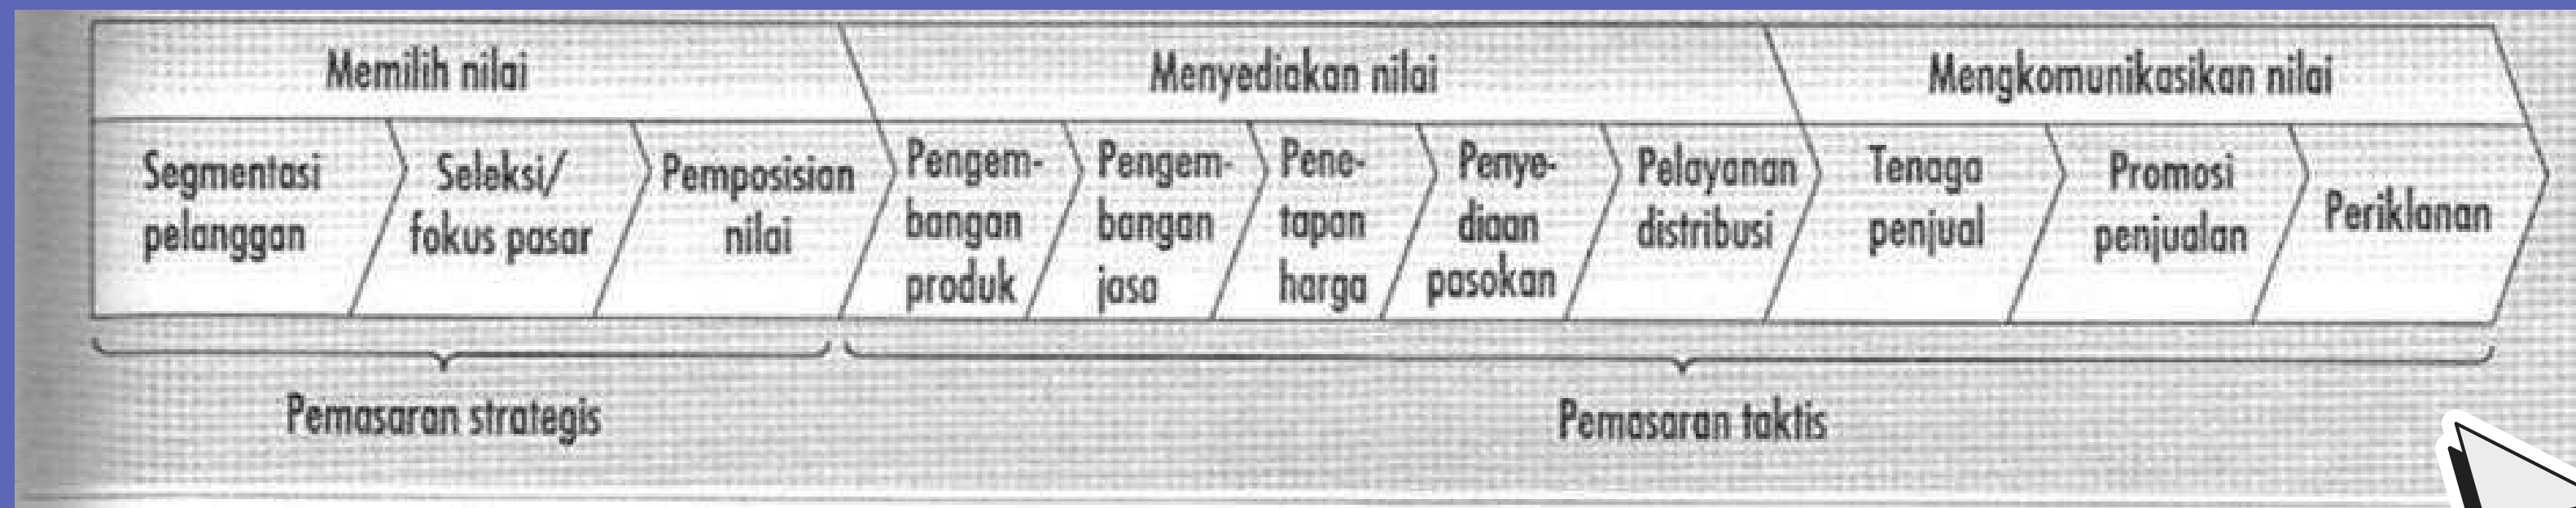 Memilih nilai
Menyediakan nilai
Mengkomunikasikan nilai
Segmentasi
pelanggan
Seleksi/
fokus pasar
Pemposisian
nilai
Pengem-
bangan
produk
Pengem-
bangan
jasa
Pene-
tapan
harga
Penye-
diaan
pasokan
Pelayanan
distribusi
Tenaga
penjual
Promosi
penjualan
Periklanan
Pemasaran strategis
Pemasaran taktis